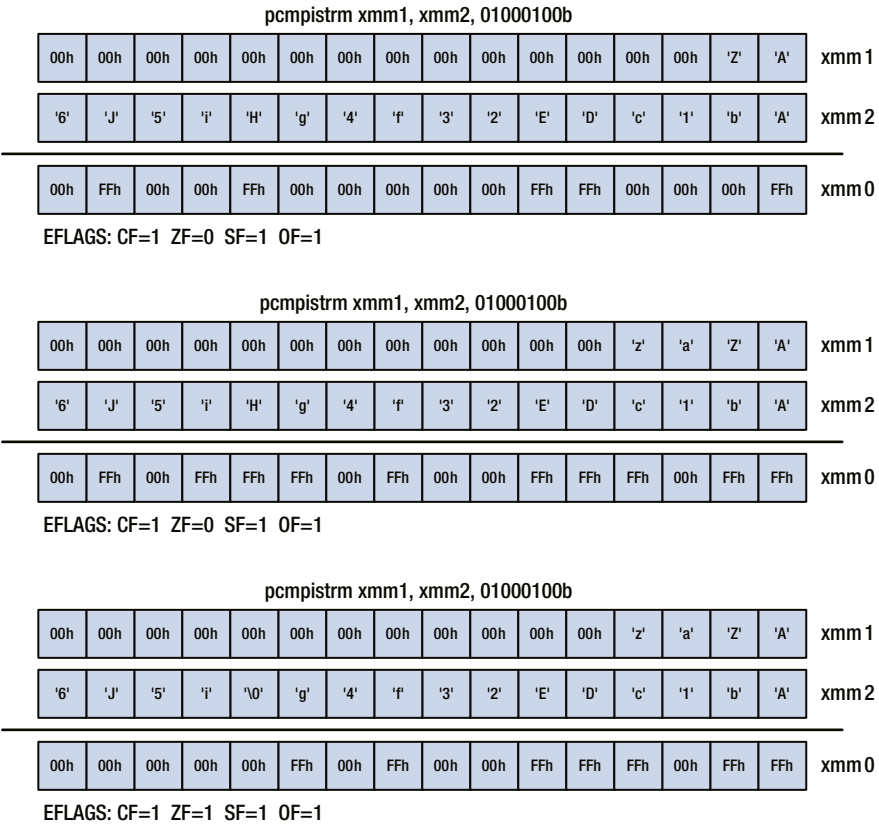 pcmpistrm xmm1, xmm2, 01000100b
00h 00h 00h 00h 00h 00h 00h 00h 00h 00h 00h 00h 00h 00h 'Z' 'A' xmm1
'6' 'J' '5' 'i' 'H' 'g' '4' 'f' '3' '2' 'E' 'D' 'c' '1' 'b' 'A' xmm2
00h FFh 00h 00h FFh 00h 00h 00h 00h 00h FFh FFh 00h 00h 00h FFh xmm0
EFLAGS: CF=1 ZF=0 SF=1 OF=1
pcmpistrm xmm1, xmm2, 01000100b
00h 00h 00h 00h 00h 00h 00h 00h 00h 00h 00h 00h 'z' 'a' 'Z' 'A' xmm1
'6' 'J' '5' 'i' 'H' 'g' '4' 'f' '3' '2' 'E' 'D' 'c' '1' 'b' 'A' xmm2
00h FFh 00h FFh FFh FFh 00h FFh 00h 00h FFh FFh FFh 00h FFh FFh xmm0
EFLAGS: CF=1 ZF=0 SF=1 OF=1
pcmpistrm xmm1, xmm2, 01000100b
00h 00h 00h 00h 00h 00h 00h 00h 00h 00h 00h 00h 'z' 'a' 'Z' 'A' xmm1
'6' 'J' '5' 'i' '\0' 'g' '4' 'f' '3' '2' 'E' 'D' 'c' '1' 'b' 'A' xmm2
00h 00h 00h 00h 00h FFh 00h FFh 00h 00h FFh FFh FFh 00h FFh FFh xmm0
EFLAGS: CF=1 ZF=1 SF=1 OF=1